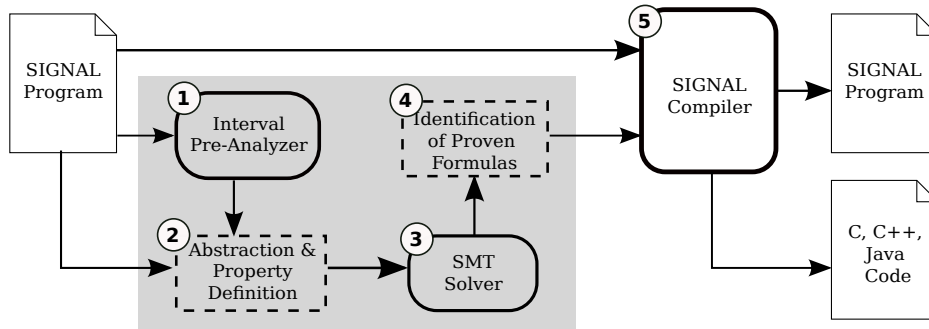 SIGNAL
Program
1
Interval
Pre-Analyzer
2
Abstraction &
Property
Definition
3
SMT
Solver
4
Identification
of Proven
Formulas
5
SIGNAL
Compiler
SIGNAL
Program
C, C++,
Java
Code